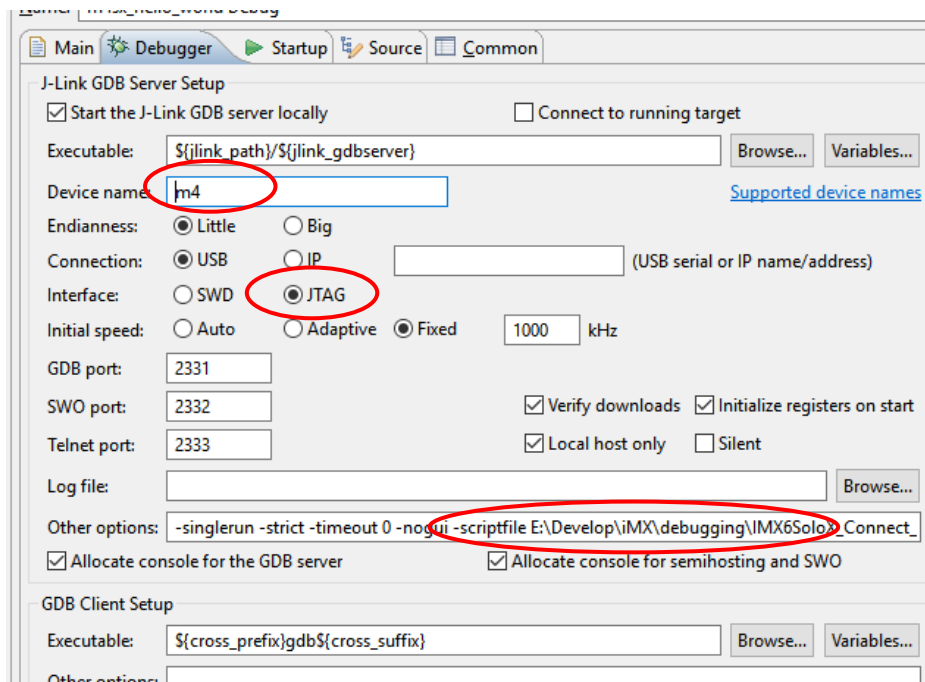 Name: m4sx_hello_world Debug
Main Debugger Startup Source Common
J-Link GDB Server Setup
Start the J-Link GDB server locally Connect to running target
Executable: ${jlink_path}/${jlink_gdbserver} Browse... Variables...
Device name: m4 Supported device names
Endianness: Little Big
Connection: USB IP (USB serial or IP name/address)
Interface: SWD JTAG
Initial speed: Auto Adaptive Fixed 1000 kHz
GDB port: 2331
SWO port: 2332 Verify downloads Initialize registers on start
Telnet port: 2333 Local host only Silent
Log file: Browse...
Other options: -singlerun -strict -timeout 0 -nogui -scriptfile E:\Develop\iMX\debugging\IMX6SoloX_Connect_
Allocate console for the GDB server Allocate console for semihosting and SWO
GDB Client Setup
Executable: ${cross_prefix}gdb${cross_suffix} Browse... Variables...
Other options: